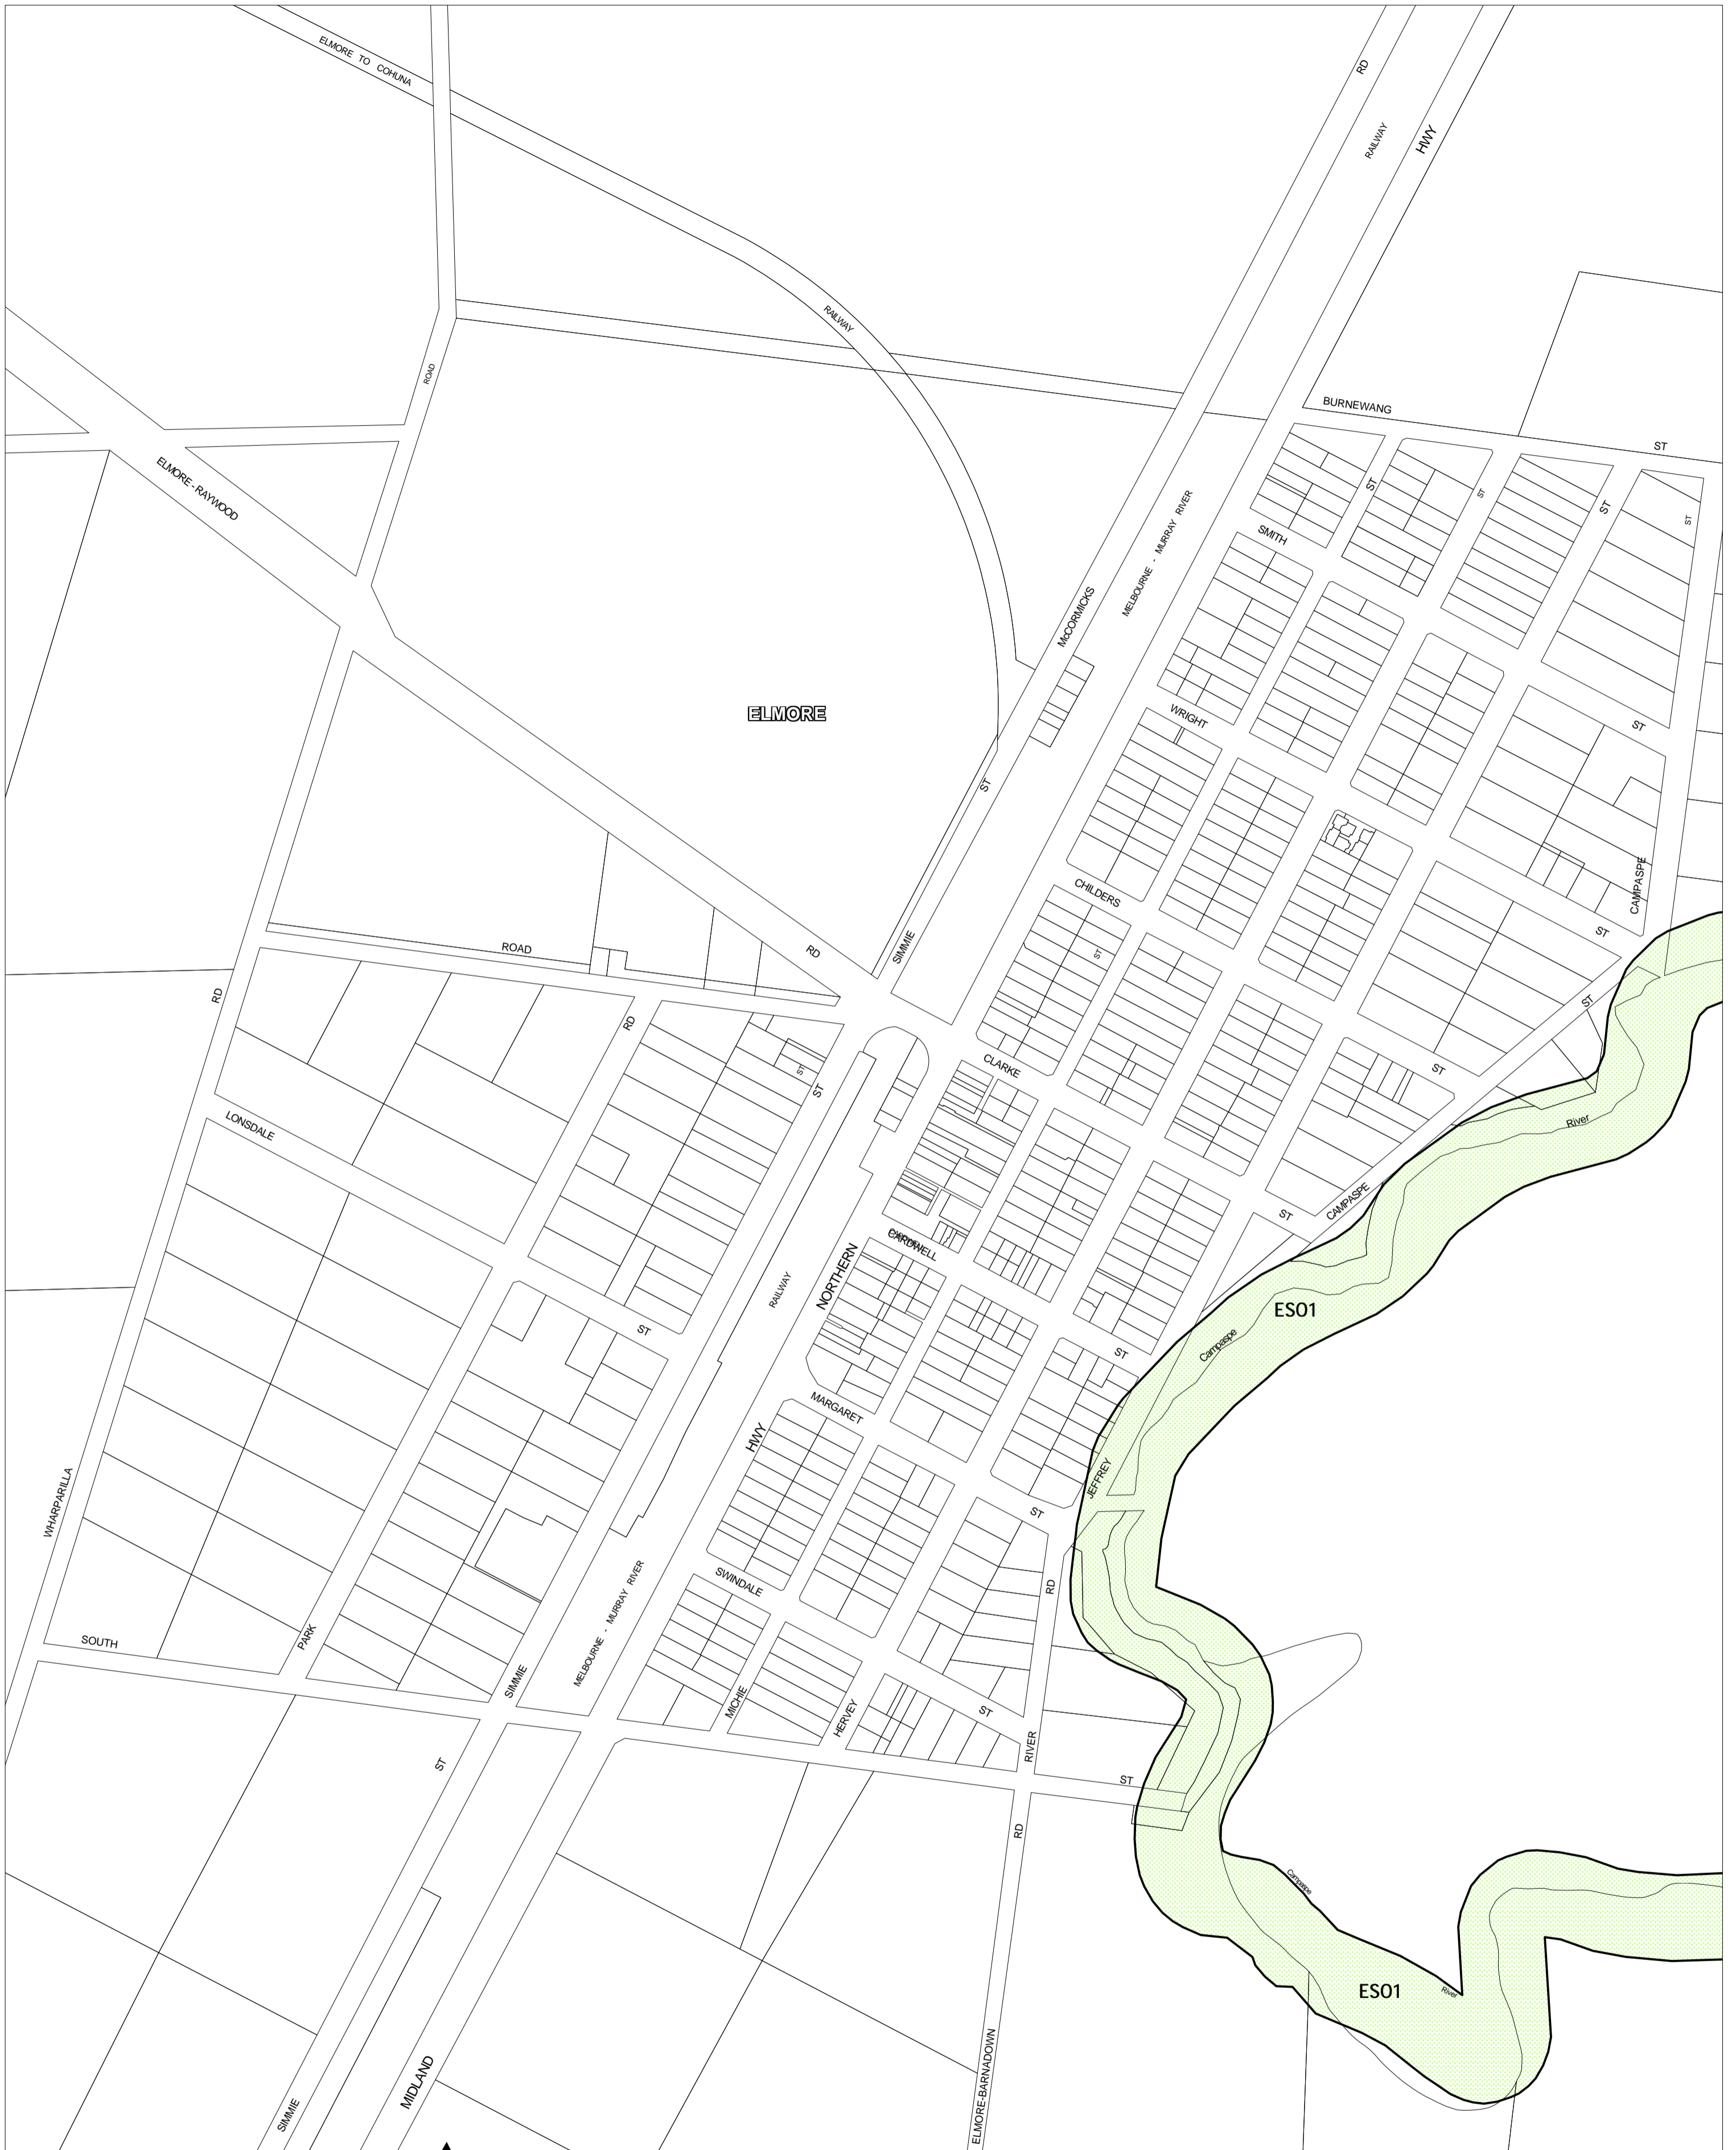 ELMORE TO COHUNA
RD
RAILWAY
HWY
RAILWAY
ROAD
BURNEWANG
ST
ELMORE - RAYWOOD
ST
ST
ST
ST
SMITH
MELBOURNE - MURRAY RIVER
McCORMICKS
ELMORE
WRIGHT
ST
ST
CHILDERS
CAMPASPE
ST
ROAD
RD
SIMMIE
ST
RD
RD
ST
CLARKE
ST
ST
ST
LONSDALE
River
CAMPASPE
ST
CARDWELL
NORTHERN
RAILWAY
ES01
ST
Campaspe
ST
MARGARET
HWY
JEFFREY
WHARPARILLA
ST
SWINDALE
RD
MELBOURNE - MURRAY RIVER
SOUTH
PARK
SIMMIE
MICHIE
HERVEY
ST
RIVER
ST
ST
RD
Campaspe
ES01
River
MIDLAND
SIMMIE
ELMORE-BARNADOWN